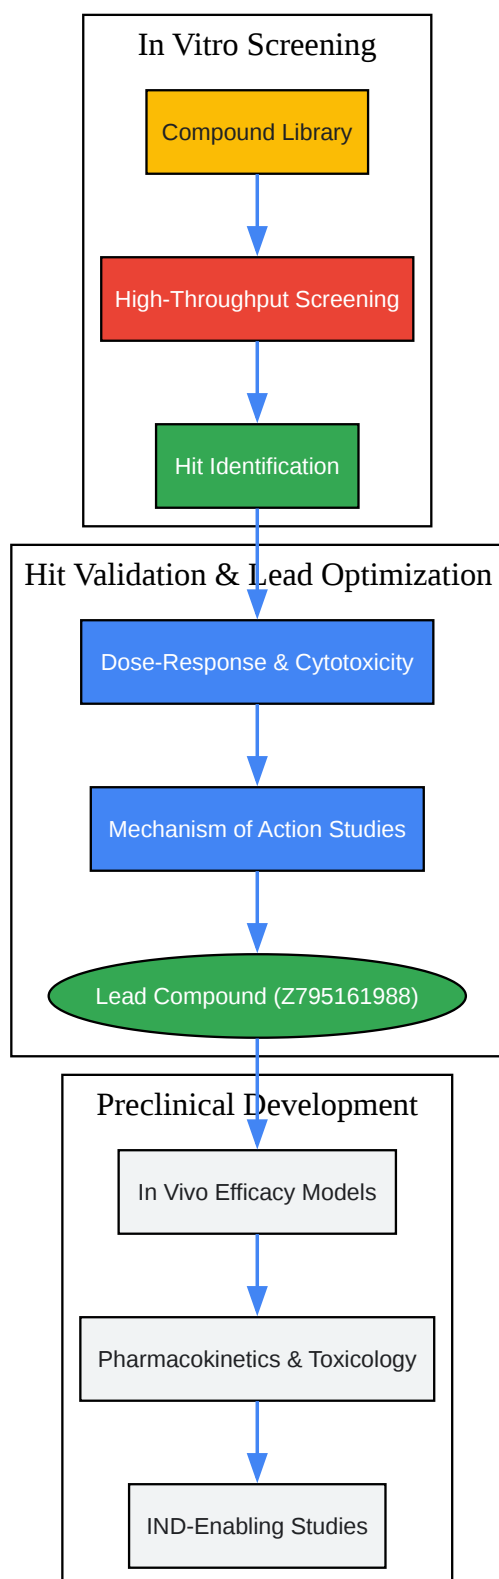 In Vitro Screening
Compound Library
High-Throughput Screening
Hit Identification
Hit Validation & Lead Optimization
Dose-Response & Cytotoxicity
Mechanism of Action Studies
Lead Compound (Z795161988)
Preclinical Development
In Vivo Efficacy Models
Pharmacokinetics & Toxicology
IND-Enabling Studies